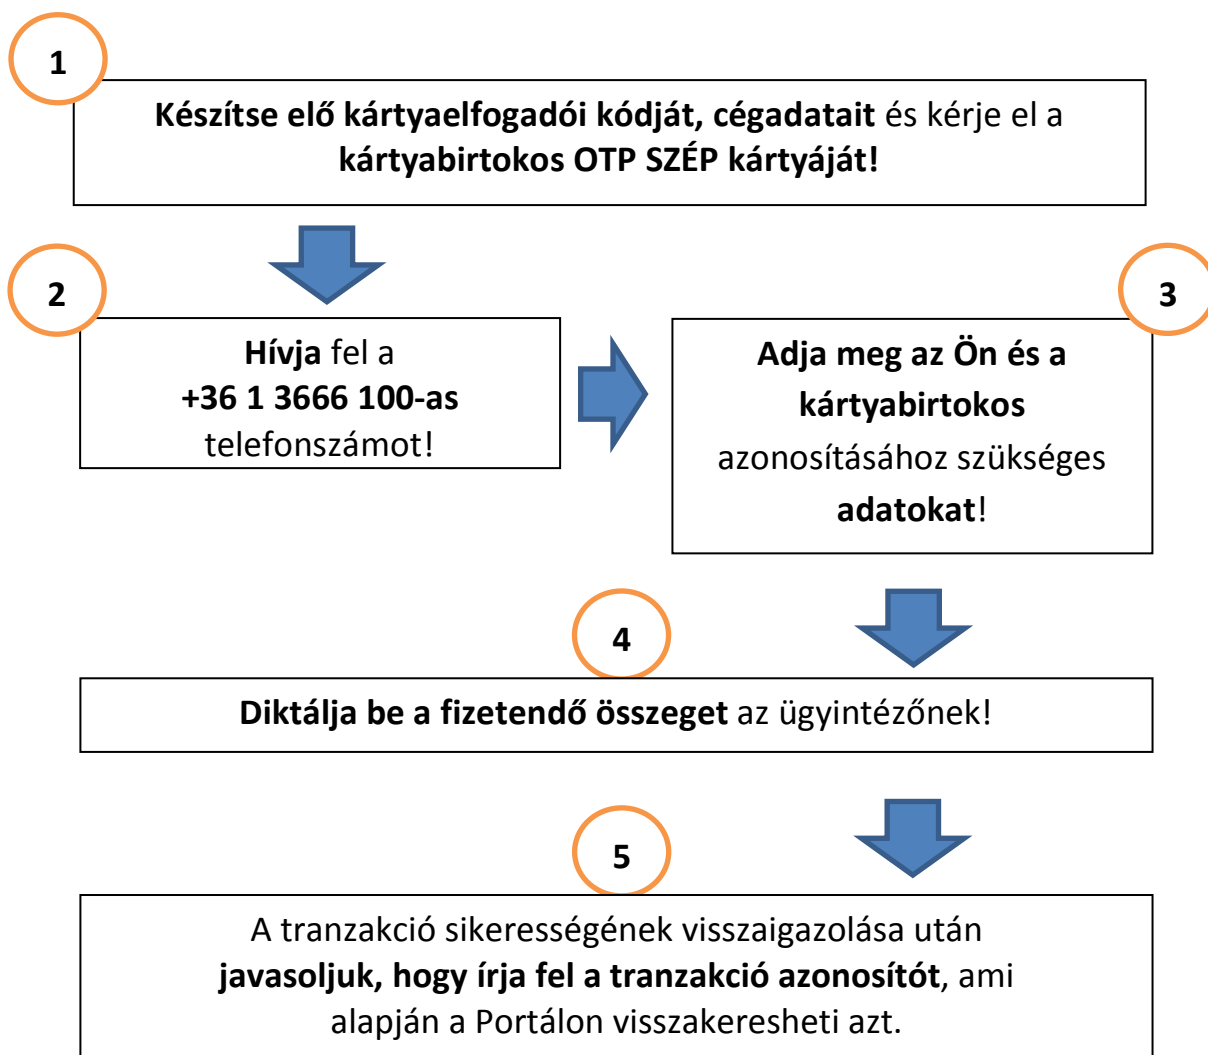 1
Készítse elő kártyaelfogadói kódját, cégadatait és kérje el a
kártyabirtokos OTP SZÉP kártyáját!
2
Hívja fel a
+36 1 3666 100-as
telefonszámot!
3
Adja meg az Ön és a
kártyabirtokos
azonosításához szükséges
adatokat!
4
Diktálja be a fizetendő összeget az ügyintézőnek!
5
A tranzakció sikerességének visszaigazolása után
javasoljuk, hogy írja fel a tranzakció azonosítót, ami
alapján a Portálon visszakeresheti azt.